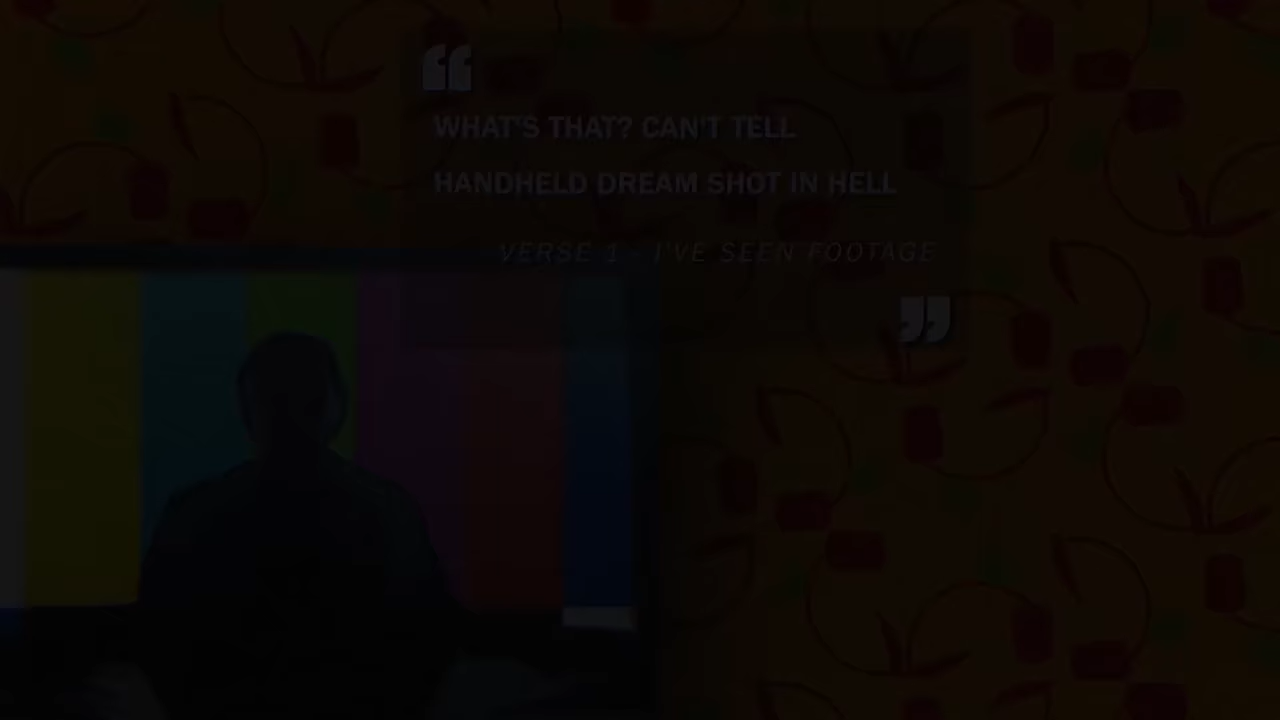 “
WHAT'S THAT? CAN'T TELL
HANDHELD DREAM SHOT IN HELL
VERSE 1 - I'VE SEEN FOOTAGE
”